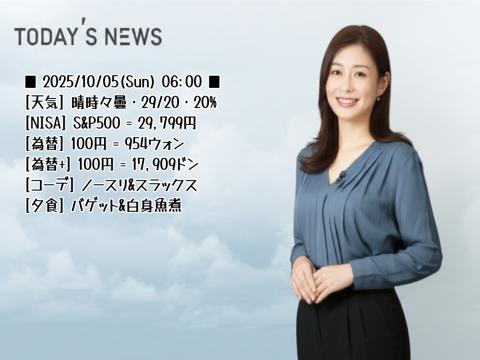 TODAY'S NEWS
■ 2025/10/05(Sun) 06:00 ■
[天気] 晴時々曇・29/20・20%
[NISA] S&P500 = 29,799円
[為替] 100円 = 954ウォン
[為替+] 100円 = 17,909ドン
[コーデ] ノースリ&スラックス
[夕食] バゲット&白身魚煮